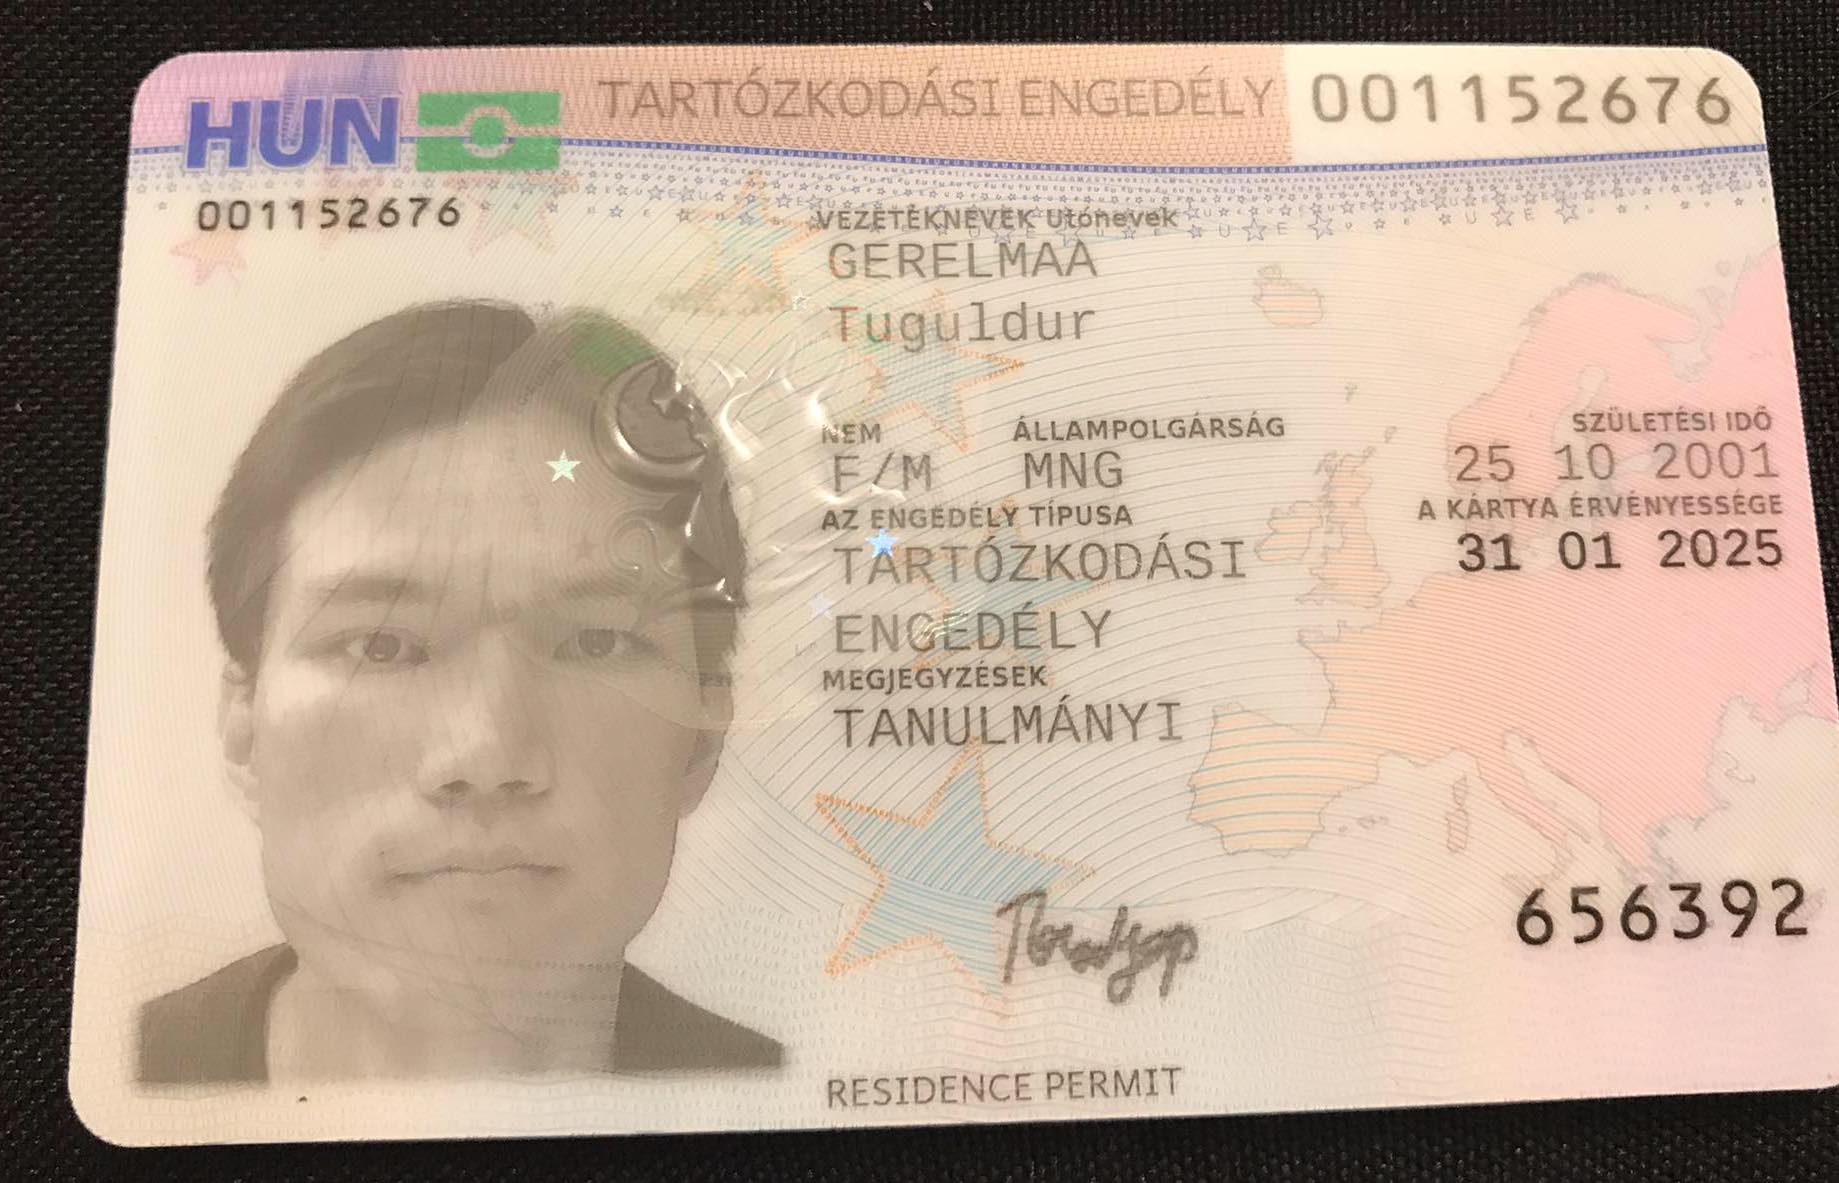 HUN TARTÓZKODÁSI ENGEDÉLY 001152676
001152676
VEZETÉKNEVEK Utónevek
GERELMAA
Tuguldur
NEM ÁLLAMPOLGÁRSÁG SZÜLETÉSI IDŐ
F/M MNG 25 10 2001
AZ ENGEDÉLY TÍPUSA A KÁRTYA ÉRVÉNYESSÉGE
TARTÓZKODÁSI 31 01 2025
ENGEDÉLY
MEGJEGYZÉSEK
TANULMÁNYI
656392
RESIDENCE PERMIT